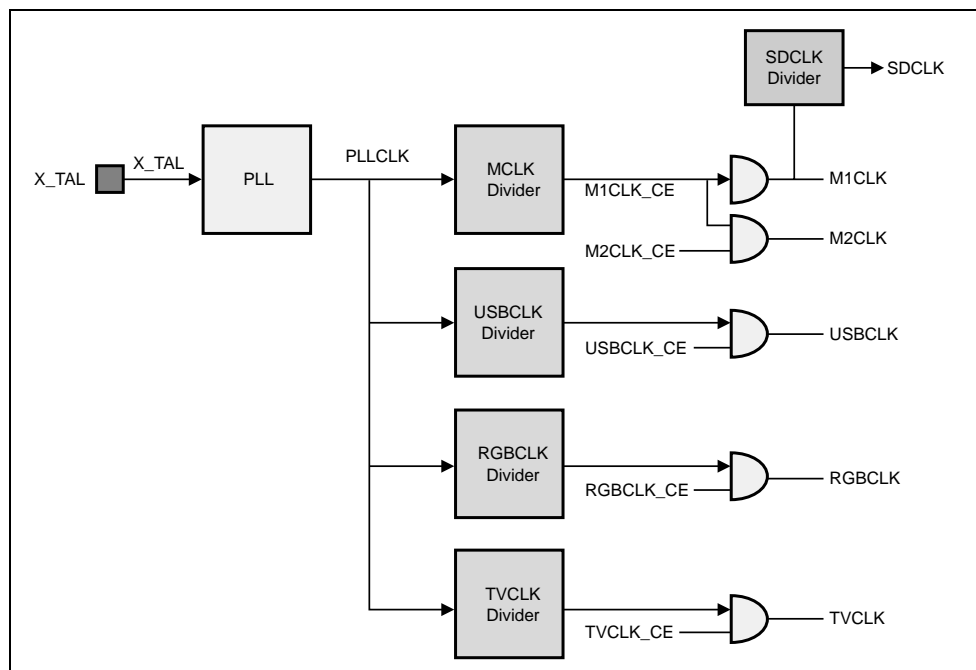 SDCLK
Divider
SDCLK
X_TAL
X_TAL
PLL
PLLCLK
MCLK
Divider
M1CLK_CE
M1CLK
M2CLK_CE
M2CLK
USBCLK
Divider
USBCLK_CE
USBCLK
RGBCLK
Divider
RGBCLK_CE
RGBCLK
TVCLK
Divider
TVCLK_CE
TVCLK